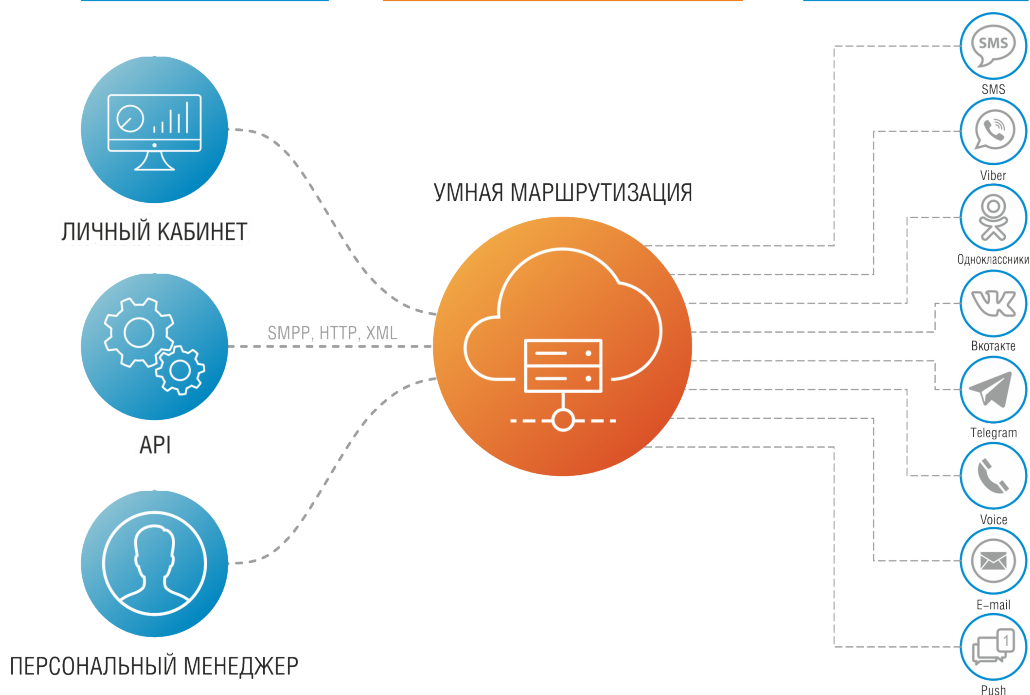 ЛИЧНЫЙ КАБИНЕТ
SMPP, HTTP, XML
API
ПЕРСОНАЛЬНЫЙ МЕНЕДЖЕР
УМНАЯ МАРШРУТИЗАЦИЯ
SMS
SMS
Viber
Одноклассники
Вкотакте
Telegram
Voice
E-mail
1
Push